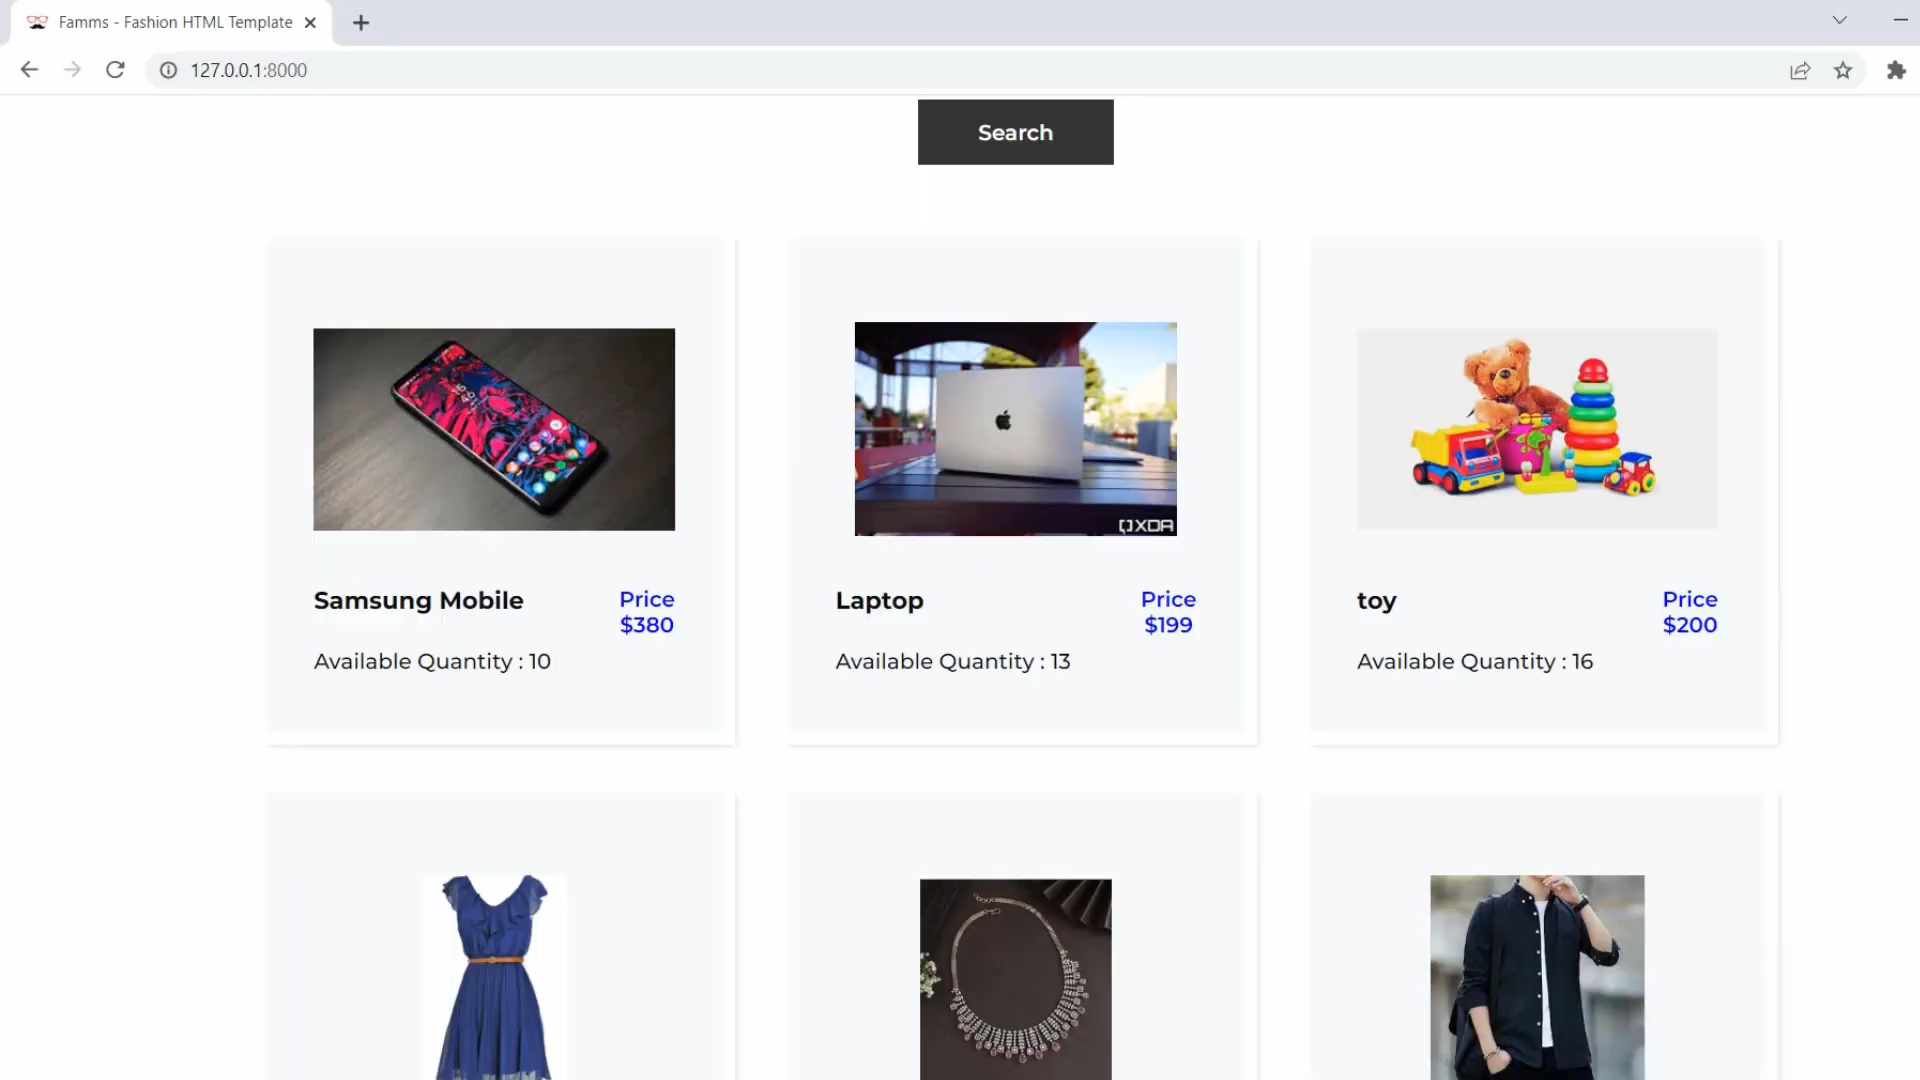 Famms - Fashion HTML Template
127.0.0.1:8000
Search
XDA
Samsung Mobile
Price
$380
Available Quantity : 10
Laptop
Price
$199
Available Quantity : 13
toy
Price
$200
Available Quantity : 16